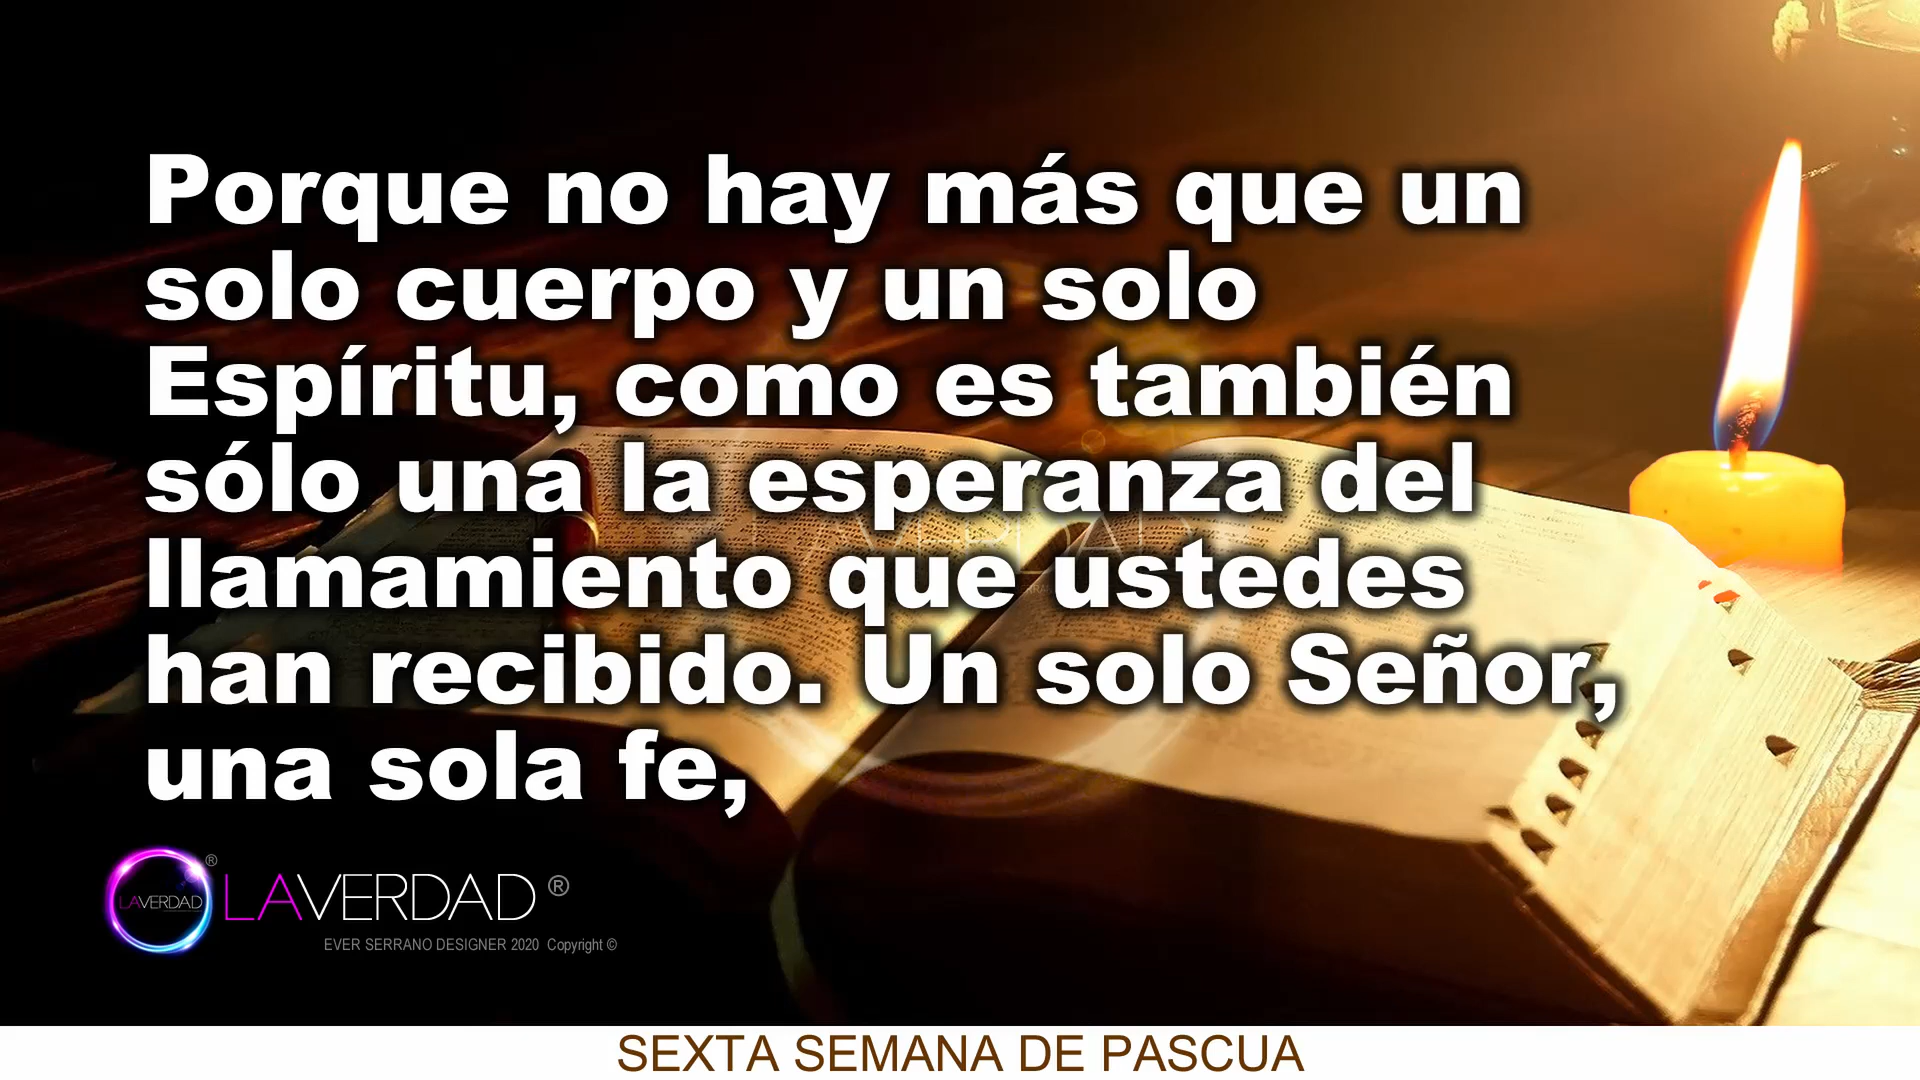 Porque no hay más que un
solo cuerpo y un solo
Espíritu, como es también
sólo una la esperanza del
llamamiento que ustedes
han recibido. Un solo Señor,
una sola fe,
LAVERDAD
LAVERDAD ®
®
LAVERDAD
EVER SERRANO DESIGNER 2020 Copyright ©
SEXTA SEMANA DE PASCUA